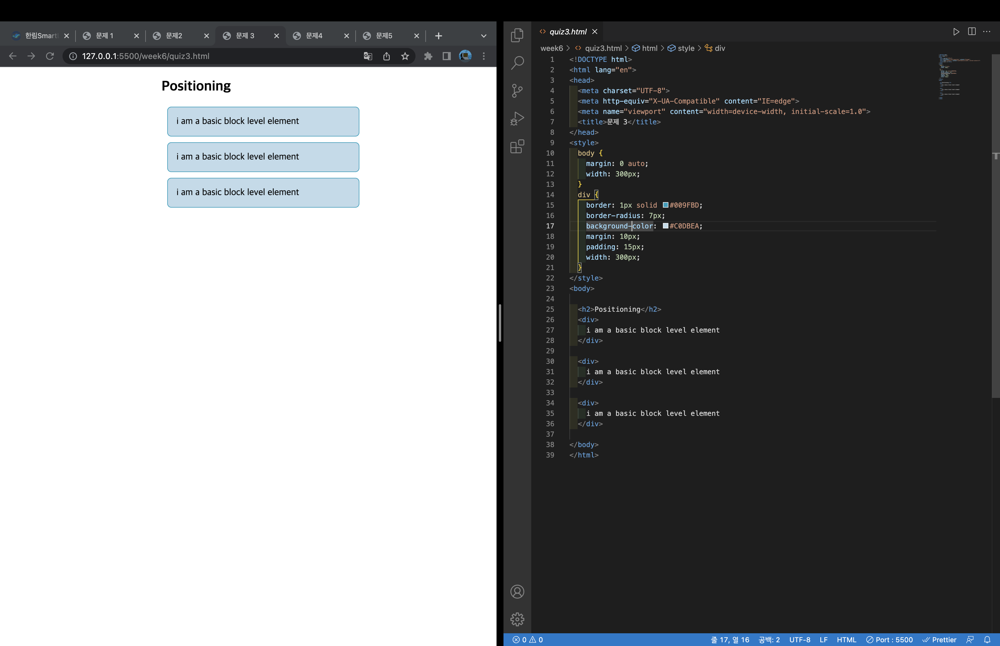 한림Smart
문제 1
문제2
문제 3
문제4
문제5
127.0.0.1:5500/week6/quiz3.html
Positioning
i am a basic block level element
i am a basic block level element
i am a basic block level element
quiz3.html
week6 > quiz3.html > html > style > div
1 <!DOCTYPE html>
2 <html lang="en">
3 <head>
4 <meta charset="UTF-8">
5 <meta http-equiv="X-UA-Compatible" content="IE=edge">
6 <meta name="viewport" content="width=device-width, initial-scale=1.0">
7 <title>문제 3</title>
8 </head>
9 <style>
10 body {
11 margin: 0 auto;
12 width: 300px;
13 }
14 div {
15 border: 1px solid #009FBD;
16 border-radius: 7px;
17 background-color: #C0DBEA;
18 margin: 10px;
19 padding: 15px;
20 width: 300px;
21 }
22 </style>
23 <body>
24
25 <h2>Positioning</h2>
26 <div>
27 i am a basic block level element
28 </div>
29
30 <div>
31 i am a basic block level element
32 </div>
33
34 <div>
35 i am a basic block level element
36 </div>
37
38 </body>
39 </html>
0 0 줄 17, 열 16 공백: 2 UTF-8 LF HTML Port : 5500 Prettier